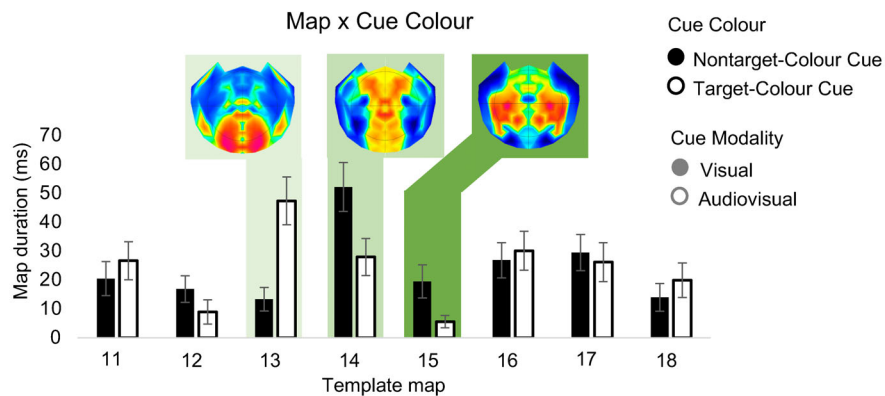 Map x Cue Colour
Cue Colour
Nontarget-Colour Cue
Target-Colour Cue
Cue Modality
Visual
Audiovisual
Map duration (ms)
70
60
50
40
30
20
10
0
11 12 13 14 15 16 17 18
Template map